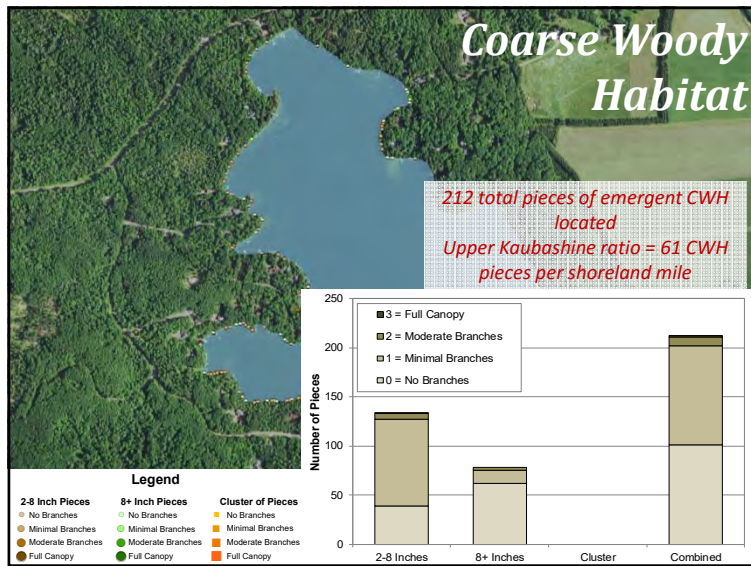 Coarse Woody
Habitat
212 total pieces of emergent CWH
located
Upper Kaubashine ratio = 61 CWH
pieces per shoreland mile
250
200
150
100
50
0
Number of Pieces
3 = Full Canopy
2 = Moderate Branches
1 = Minimal Branches
0 = No Branches
2-8 Inches 8+ Inches Cluster Combined
Legend
2-8 Inch Pieces 8+ Inch Pieces Cluster of Pieces
No Branches No Branches No Branches
Minimal Branches Minimal Branches Minimal Branches
Moderate Branches Moderate Branches Moderate Branches
Full Canopy Full Canopy Full Canopy